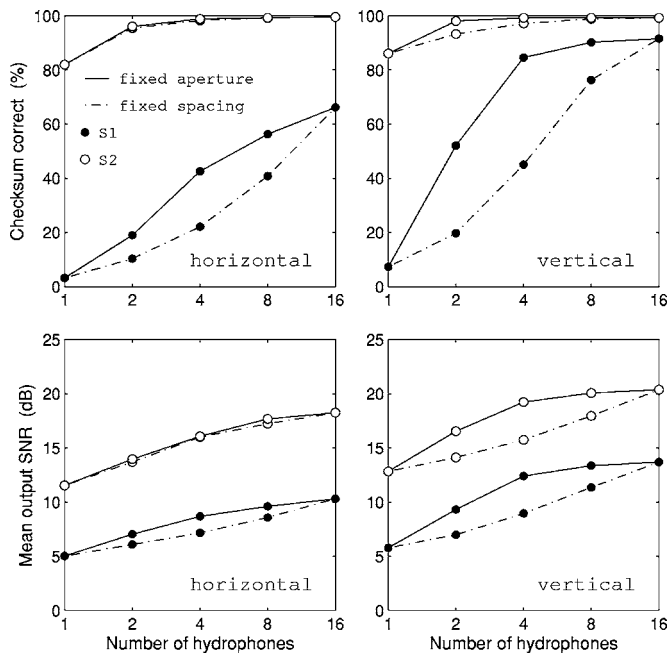 Checksum correct (%)
100
80
60
40
20
0
fixed aperture
fixed spacing
S1
S2
horizontal
1 2 4 8 16
100
80
60
40
20
0
vertical
1 2 4 8 16
Mean output SNR (dB)
25
20
15
10
5
0
horizontal
1 2 4 8 16
Number of hydrophones
25
20
15
10
5
0
vertical
1 2 4 8 16
Number of hydrophones